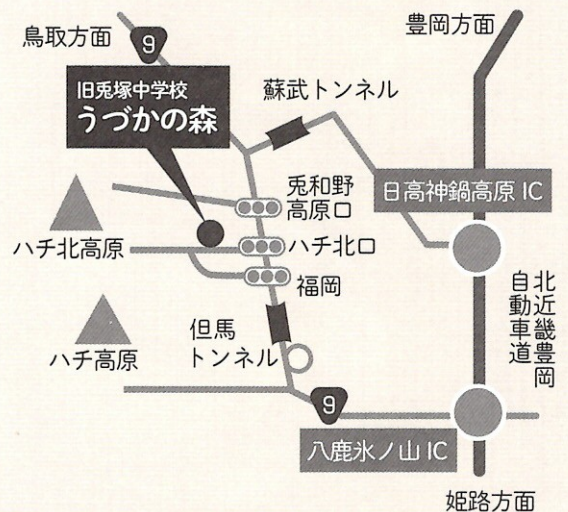 鳥取方面
9
豊岡方面
旧兎塚中学校
うづかの森
蘇武トンネル
兎和野
高原口
日高神鍋高原 IC
ハチ北高原
ハチ北口
福岡
北近畿豊岡
自動車道
ハチ高原
但馬
トンネル
9
八鹿氷ノ山 IC
姫路方面